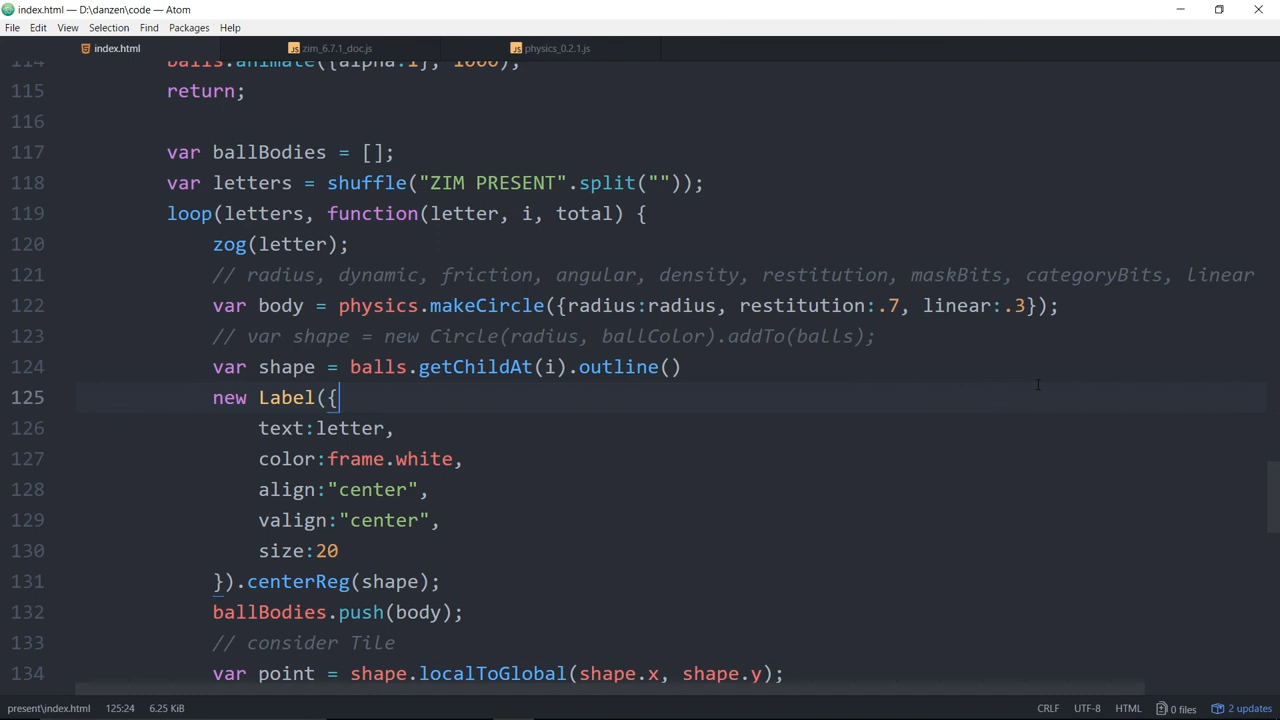 index.html — D:\danzen\code — Atom
File Edit View Selection Find Packages Help
index.html zim_6.7.1_doc.js physics_0.2.1.js
114 balls.animate({alpha:1}, 1000);
115 return;
116
117 var ballBodies = [];
118 var letters = shuffle("ZIM PRESENT".split(""));
119 loop(letters, function(letter, i, total) {
120 zog(letter);
121 // radius, dynamic, friction, angular, density, restitution, maskBits, categoryBits, linear
122 var body = physics.makeCircle({radius:radius, restitution:.7, linear:.3});
123 // var shape = new Circle(radius, ballColor).addTo(balls);
124 var shape = balls.getChildAt(i).outline()
125 new Label({
126 text:letter,
127 color:frame.white,
128 align:"center",
129 valign:"center",
130 size:20
131 }).centerReg(shape);
132 ballBodies.push(body);
133 // consider Tile
134 var point = shape.localToGlobal(shape.x, shape.y);
present\index.html 125:24 6.25 KiB CRLF UTF-8 HTML 0 files 2 updates